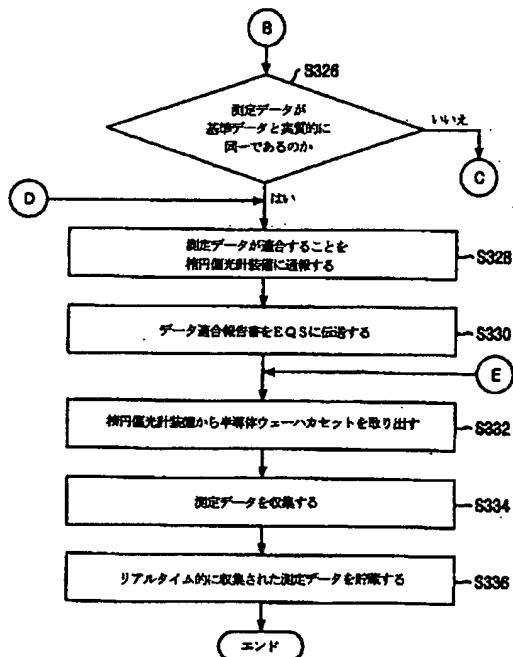 B
S326
測定データが
基準データと実質的に
同一であるのか
いいえ
C
D
はい
測定データが適合することを
楕円偏光計装置に通報する
S328
データ適合報告書をEQSに伝送する
S330
E
楕円偏光計装置から半導体ウェーハカセットを取り出す
S332
測定データを収集する
S334
リアルタイム的に収集された測定データを貯蔵する
S336
エンド